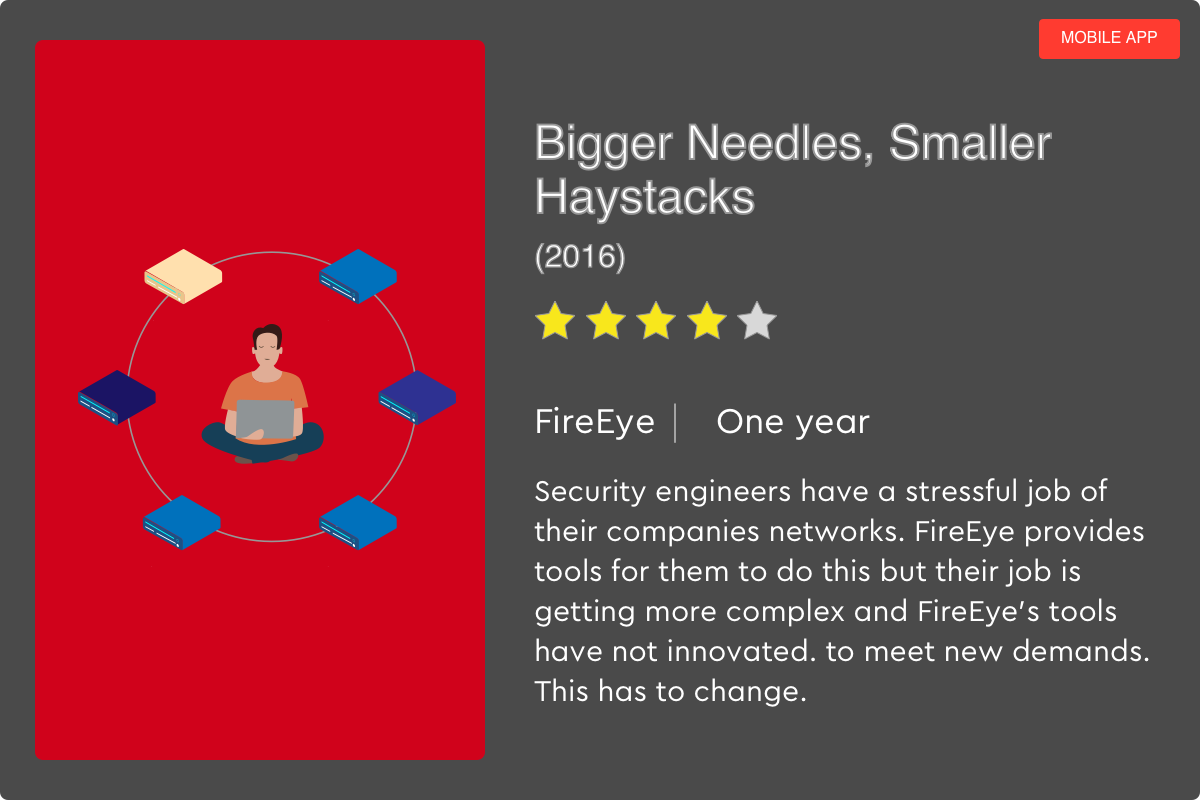 MOBILE APP
Bigger Needles, Smaller
Haystacks
(2016)
FireEye | One year
Security engineers have a stressful job of
their companies networks. FireEye provides
tools for them to do this but their job is
getting more complex and FireEye’s tools
have not innovated. to meet new demands.
This has to change.